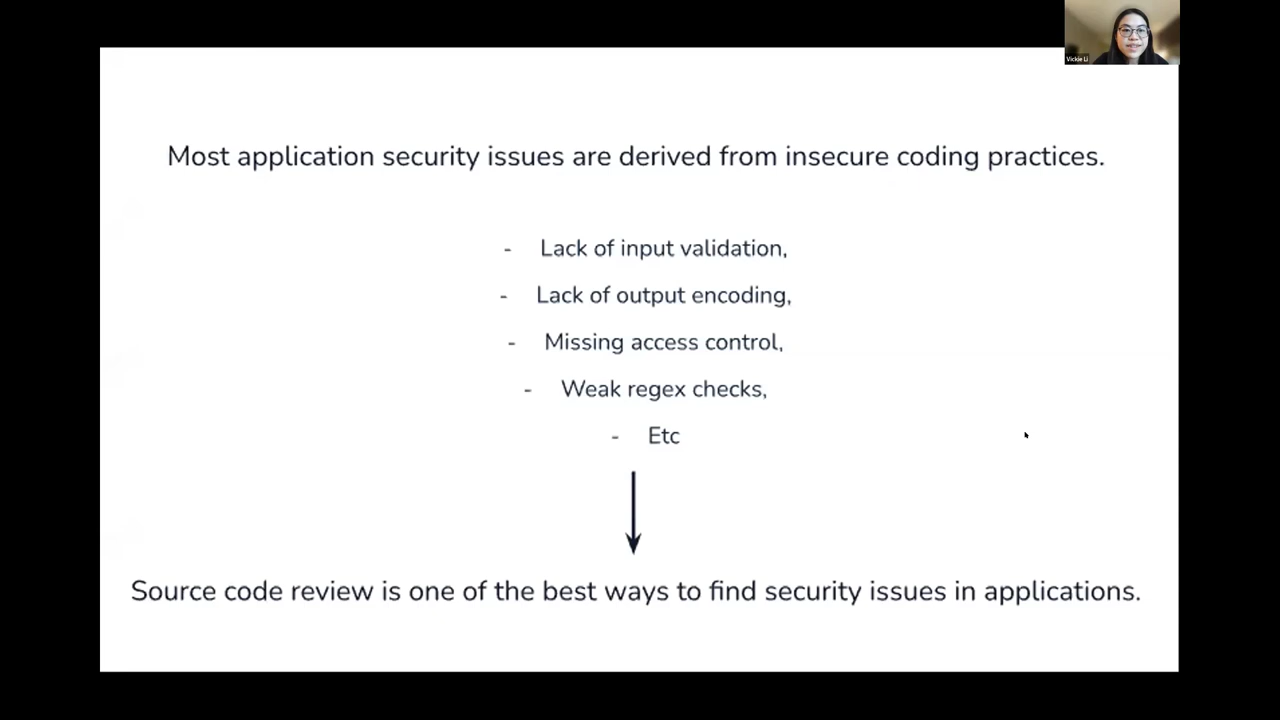 Vickie Li
Most application security issues are derived from insecure coding practices.
- Lack of input validation,
- Lack of output encoding,
- Missing access control,
- Weak regex checks,
- Etc
Source code review is one of the best ways to find security issues in applications.